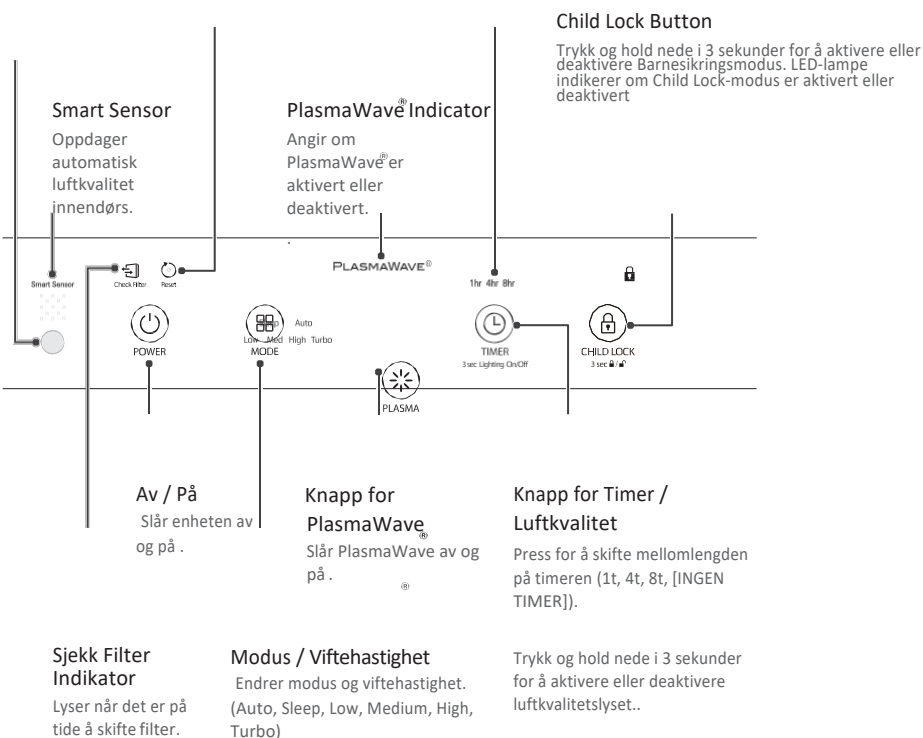 Child Lock Button
Trykk og hold nede i 3 sekunder for å aktivere eller
deaktivere Barnesikringsmodus. LED-lampe
indikerer om Child Lock-modus er aktivert eller
deaktivert
Smart Sensor
Oppdager
automatisk
luftkvalitet
innendørs.
PlasmaWave® Indicator
Angir om
PlasmaWave® er
aktivert eller
deaktivert.
.
PLASMAWAVE®
Smart Sensor
Check Filter
Reset
1hr 4hr 8hr
Auto
Low Med High Turbo
POWER
MODE
TIMER
3sec Lighting On/Off
CHILD LOCK
3 sec
PLASMA
Av / På
Slår enheten av
og på .
Knapp for
PlasmaWave
®
Slår PlasmaWave av og
på .
®
Knapp for Timer /
Luftkvalitet
Press for å skifte mellomlengden
på timeren (1t, 4t, 8t, [INGEN
TIMER]).
Trykk og hold nede i 3 sekunder
for å aktivere eller deaktivere
luftkvalitetslyset..
Sjekk Filter
Indikator
Lyser når det er på
tide å skifte filter.
Modus / Viftehastighet
Endrer modus og viftehastighet.
(Auto, Sleep, Low, Medium, High,
Turbo)